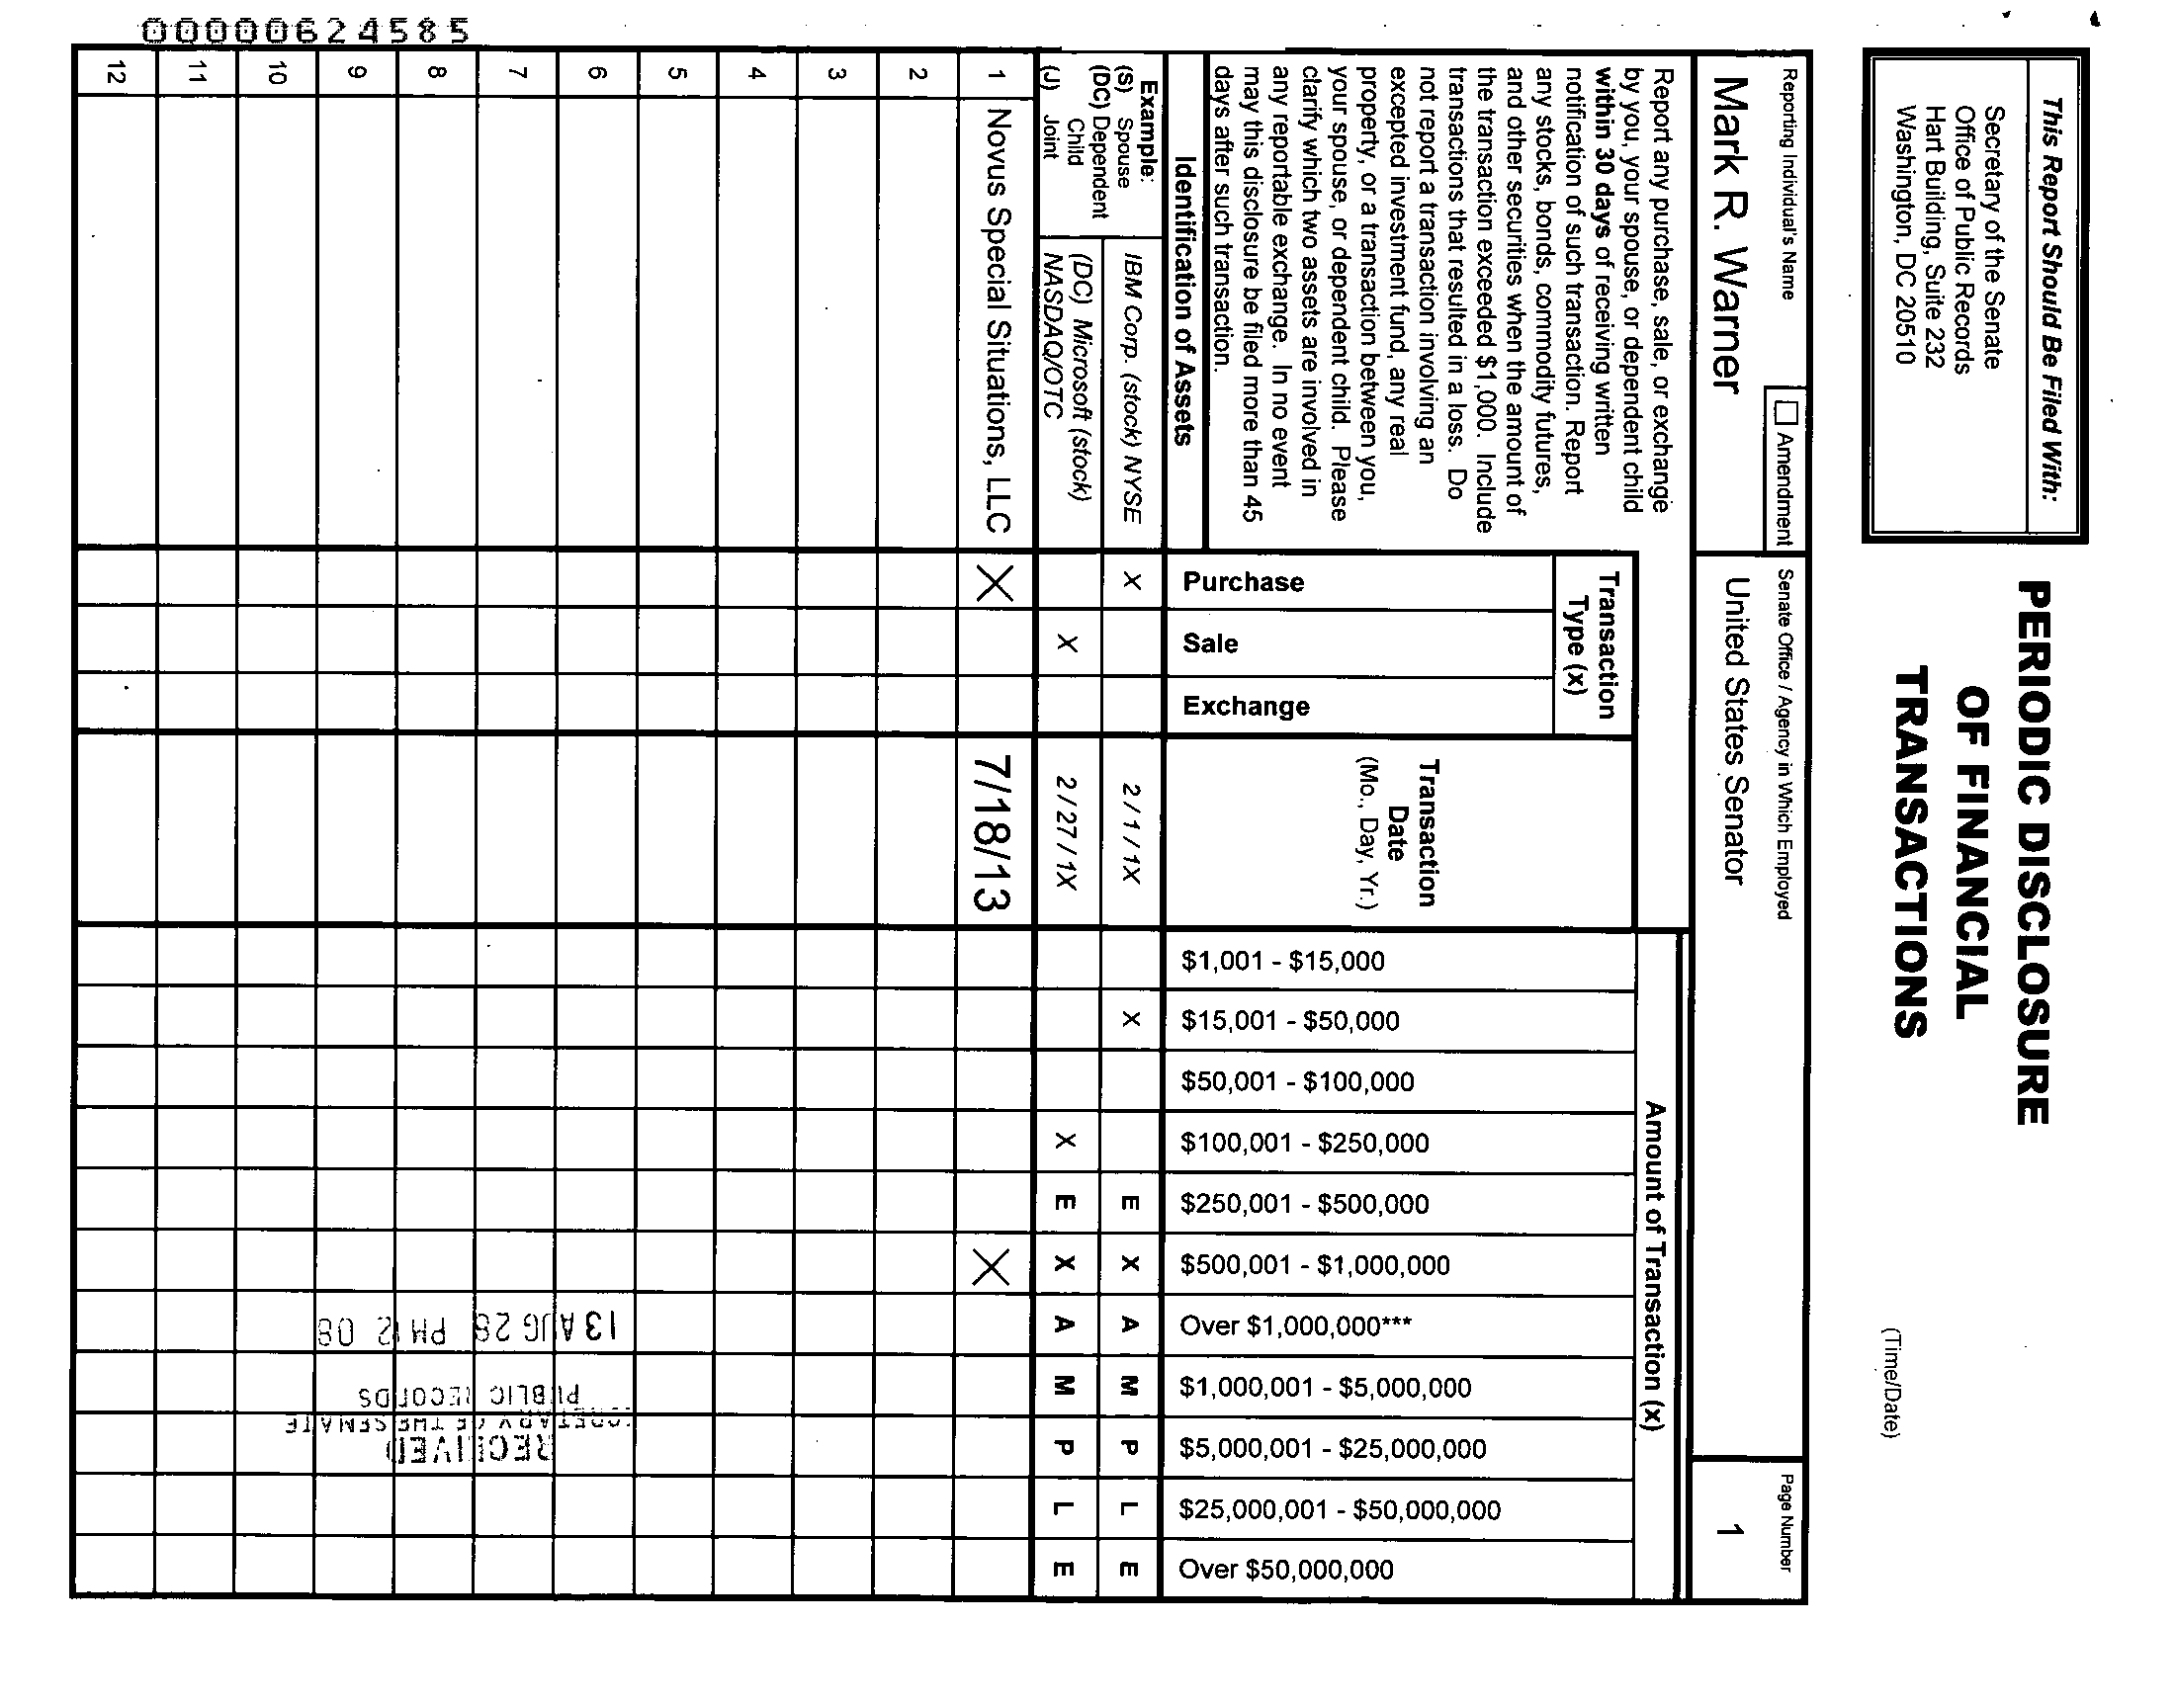 This Report Should Be Filed With:
Secretary of the Senate
Office of Public Records
Hart Building, Suite 232
Washington, DC 20510
PERIODIC DISCLOSURE
OF FINANCIAL
TRANSACTIONS
(Time/Date)
Reporting Individual's Name
☐ Amendment
Senate Office / Agency in Which Employed
Page Number
Mark R. Warner
United States Senator
1
Report any purchase, sale, or exchange
by you, your spouse, or dependent child
within 30 days of receiving written
notification of such transaction. Report
any stocks, bonds, commodity futures,
and other securities when the amount of
the transaction exceeded $1,000. Include
transactions that resulted in a loss. Do
not report a transaction involving an
excepted investment fund, any real
property, or a transaction between you,
your spouse, or dependent child. Please
clarify which two assets are involved in
any reportable exchange. In no event
may this disclosure be filed more than 45
days after such transaction.
Identification of Assets
Transaction
Type (x)
Purchase
Sale
Exchange
Transaction
Date
(Mo., Day, Yr.)
Amount of Transaction (x)
$1,001 - $15,000
$15,001 - $50,000
$50,001 - $100,000
$100,001 - $250,000
$250,001 - $500,000
$500,001 - $1,000,000
Over $1,000,000***
$1,000,001 - $5,000,000
$5,000,001 - $25,000,000
$25,000,001 - $50,000,000
Over $50,000,000
Example:
(S) Spouse
(DC) Dependent
Child
(J) Joint
IBM Corp. (stock) NYSE X 2 / 1 / 1X X E X A M P L E
(DC) Microsoft (stock)
NASDAQ/OTC X 2 / 27 / 1X X E X A M P L E
1 Novus Special Situations, LLC X 7/18/13 X
2
3
4
5
6
7
8
9
10
11
12
RECEIVED
SECRETARY OF THE SENATE
PUBLIC RECORDS
13 AUG 28 PM 2 08
00000624585